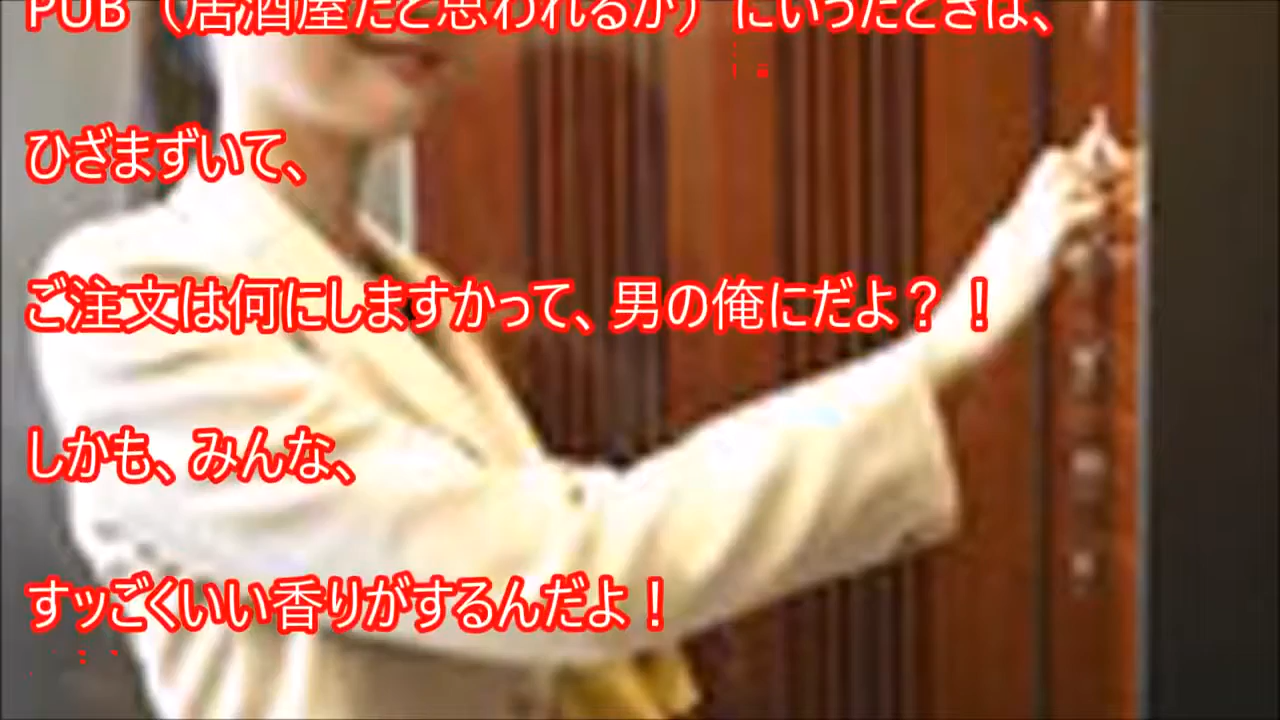 PUB（居酒屋だと思われるが）にいったときは、
ひざまずいて、
ご注文は何にしますかって、男の俺にだよ？！
しかも、みんな、
すッごくいい香りがするんだよ！